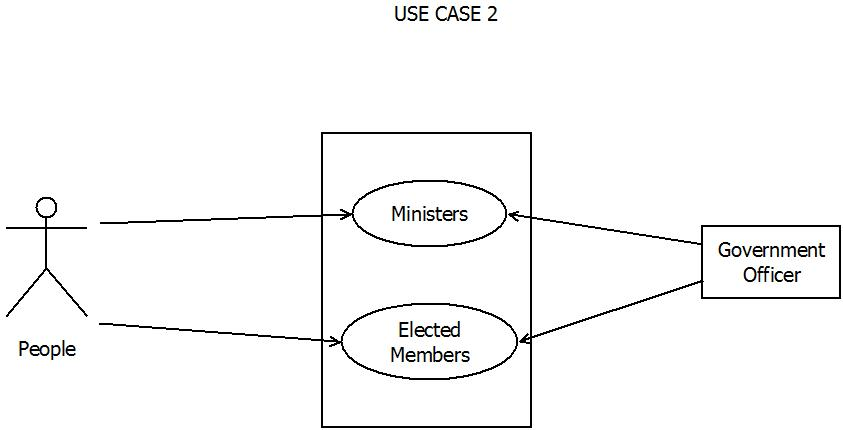 USE CASE 2
Ministers
Government
Officer
Elected
Members
People